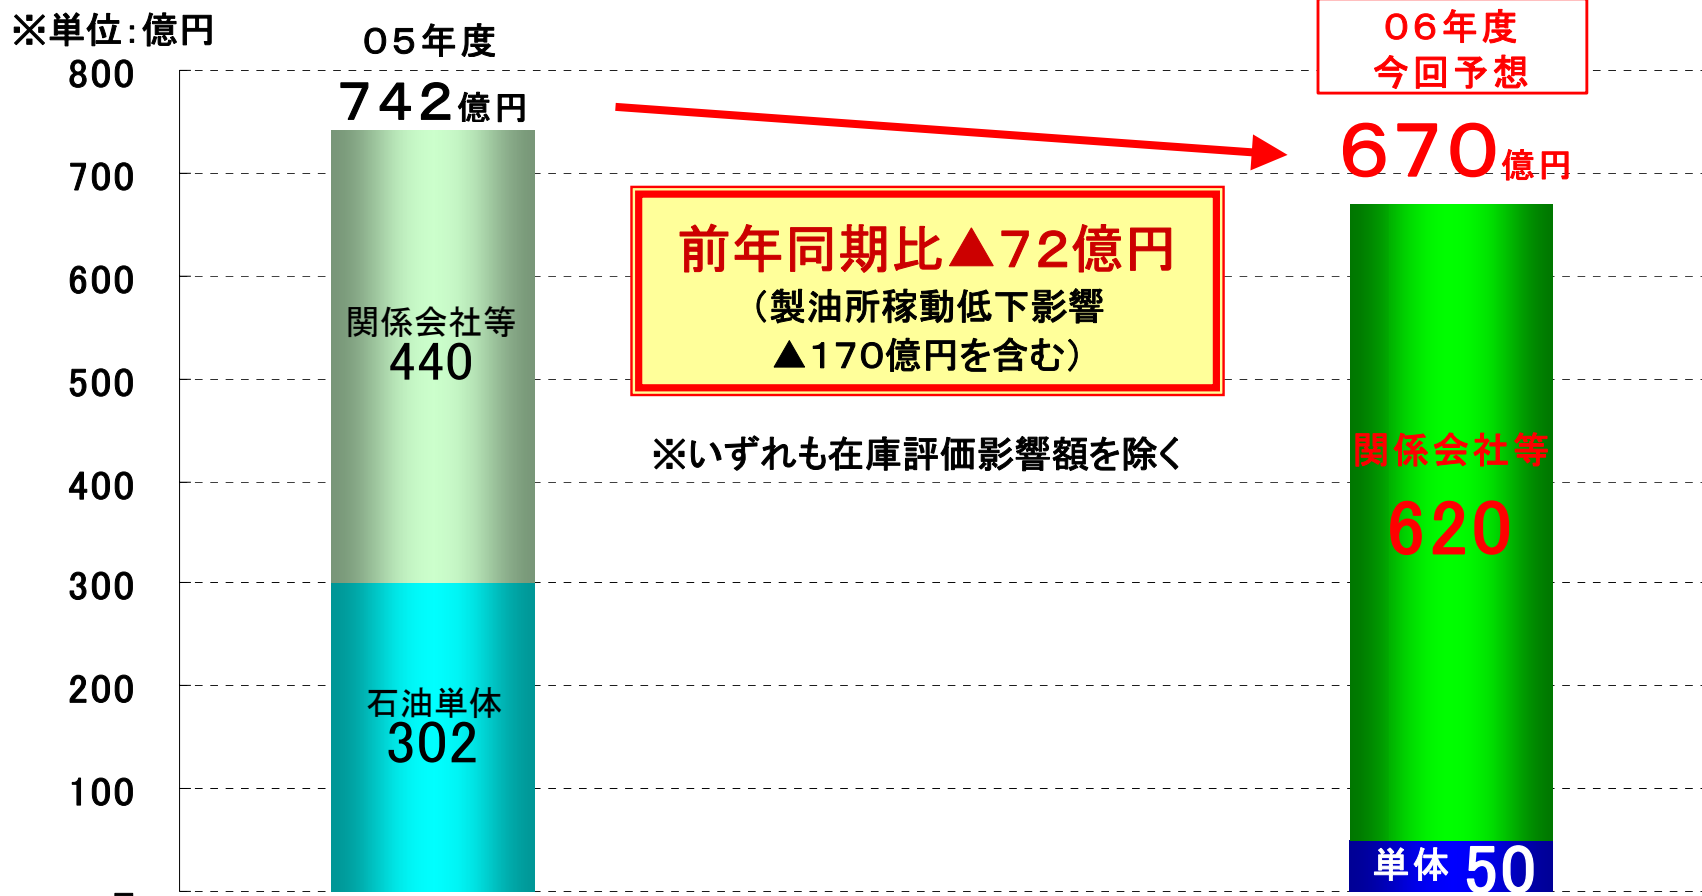 ※単位：億円
05年度
742億円
06年度
今回予想
670億円
前年同期比▲72億円
（製油所稼動低下影響
▲170億円を含む）
※いずれも在庫評価影響額を除く
関係会社等
440
石油単体
302
関係会社等
620
単体 50
800
700
600
500
400
300
200
100